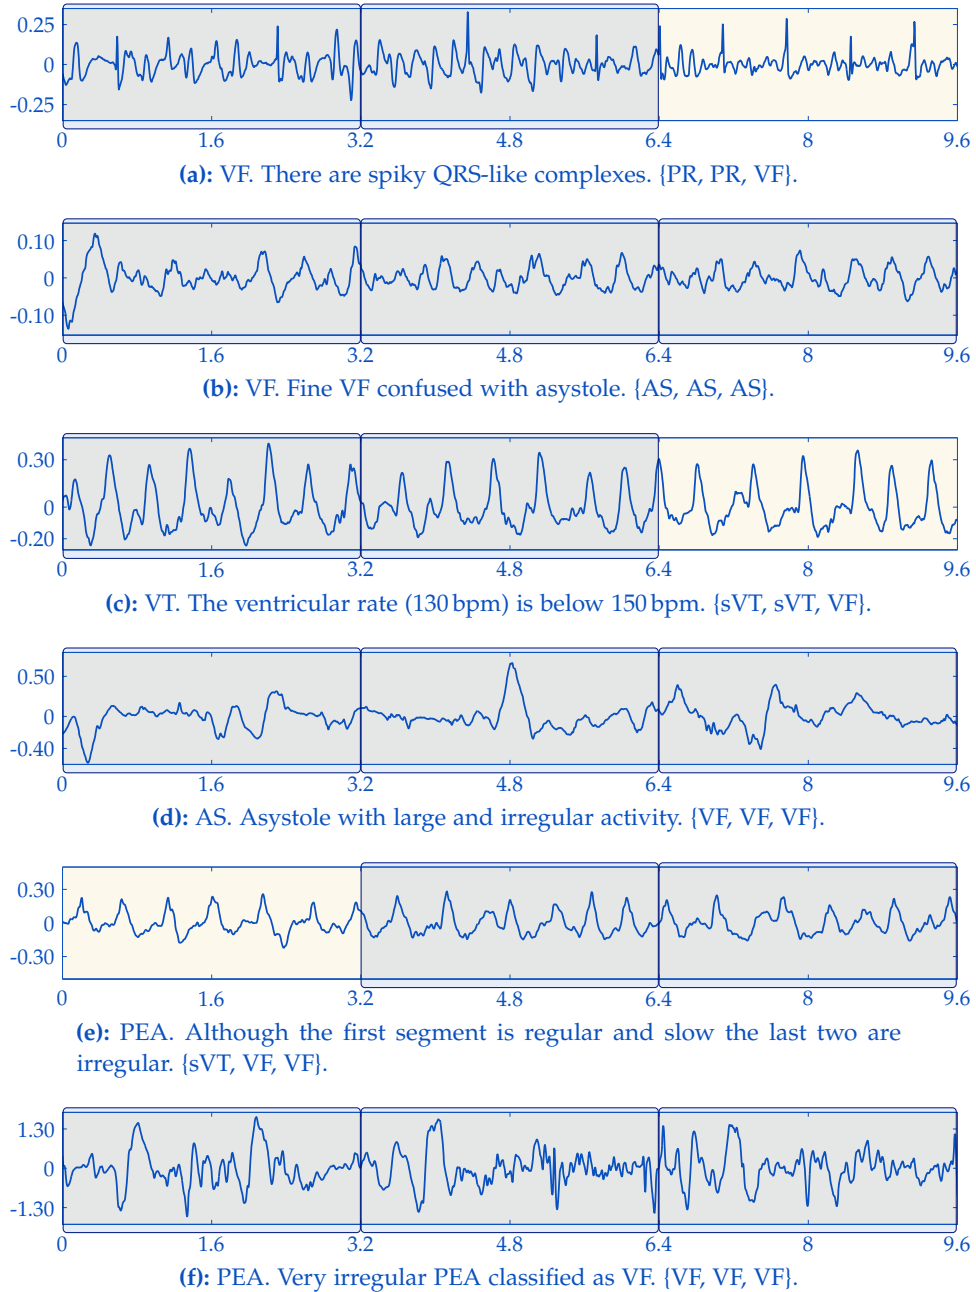 0.25
0
-0.25
0 1.6 3.2 4.8 6.4 8 9.6
(a): VF. There are spiky QRS-like complexes. {PR, PR, VF}.
0.10
0
-0.10
0 1.6 3.2 4.8 6.4 8 9.6
(b): VF. Fine VF confused with asystole. {AS, AS, AS}.
0.30
0
-0.20
0 1.6 3.2 4.8 6.4 8 9.6
(c): VT. The ventricular rate (130 bpm) is below 150 bpm. {sVT, sVT, VF}.
0.50
0
-0.40
0 1.6 3.2 4.8 6.4 8 9.6
(d): AS. Asystole with large and irregular activity. {VF, VF, VF}.
0.30
0
-0.30
0 1.6 3.2 4.8 6.4 8 9.6
(e): PEA. Although the first segment is regular and slow the last two are
irregular. {sVT, VF, VF}.
1.30
0
-1.30
0 1.6 3.2 4.8 6.4 8 9.6
(f): PEA. Very irregular PEA classified as VF. {VF, VF, VF}.